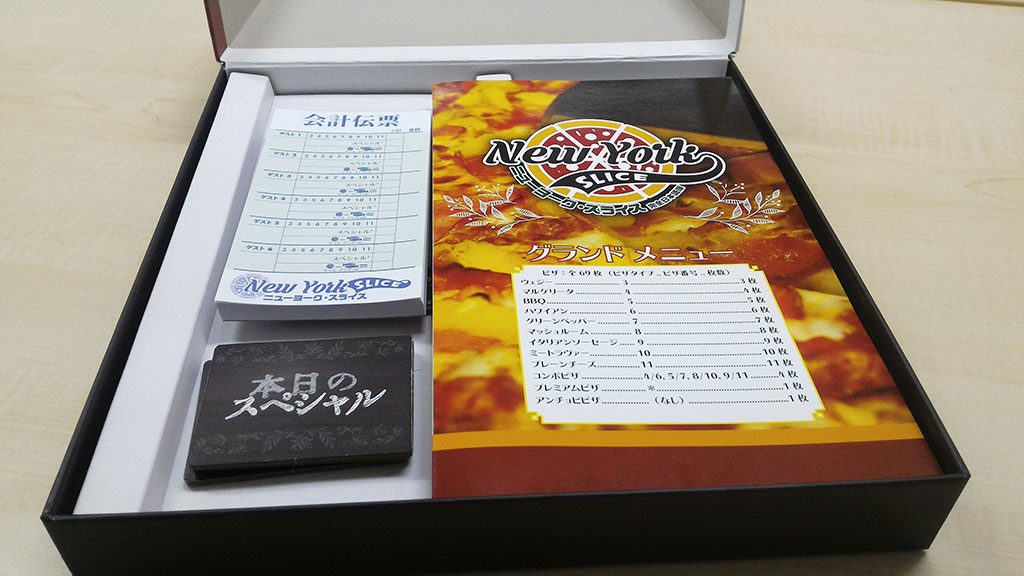 会計伝票
小計 合計
ゲスト1 3 4 5 6 7 8 9 10 11
スペシャル*
ゲスト2 3 4 5 6 7 8 9 10 11
スペシャル*
ゲスト3 3 4 5 6 7 8 9 10 11
スペシャル*
ゲスト4 3 4 5 6 7 8 9 10 11
スペシャル*
ゲスト5 3 4 5 6 7 8 9 10 11
スペシャル*
ゲスト6 3 4 5 6 7 8 9 10 11
スペシャル*
New York SLICE
ニューヨーク・スライス
本日の
スペシャル
New York
SLICE
ニューヨーク・スライス
グランド メニュー
ピザ：全69枚（ピザタイプ...ピザ番号...枚数）
ヴェジー.....................3.....................3枚
マルゲリータ.....................4.....................4枚
BBQ.....................5.....................5枚
ハワイアン.....................6.....................6枚
グリーンペッパー..........7.....................7枚
マッシュルーム..........8.....................8枚
イタリアンソーセージ.....9.....................9枚
ミートラヴァー..........10.....................10枚
プレーンチーズ..........11.....................11枚
コンボピザ..........4/6, 5/7, 8/10, 9/11..........4枚
プレミアムピザ..........*.....................1枚
アンチョビピザ..........（なし）.....................1枚